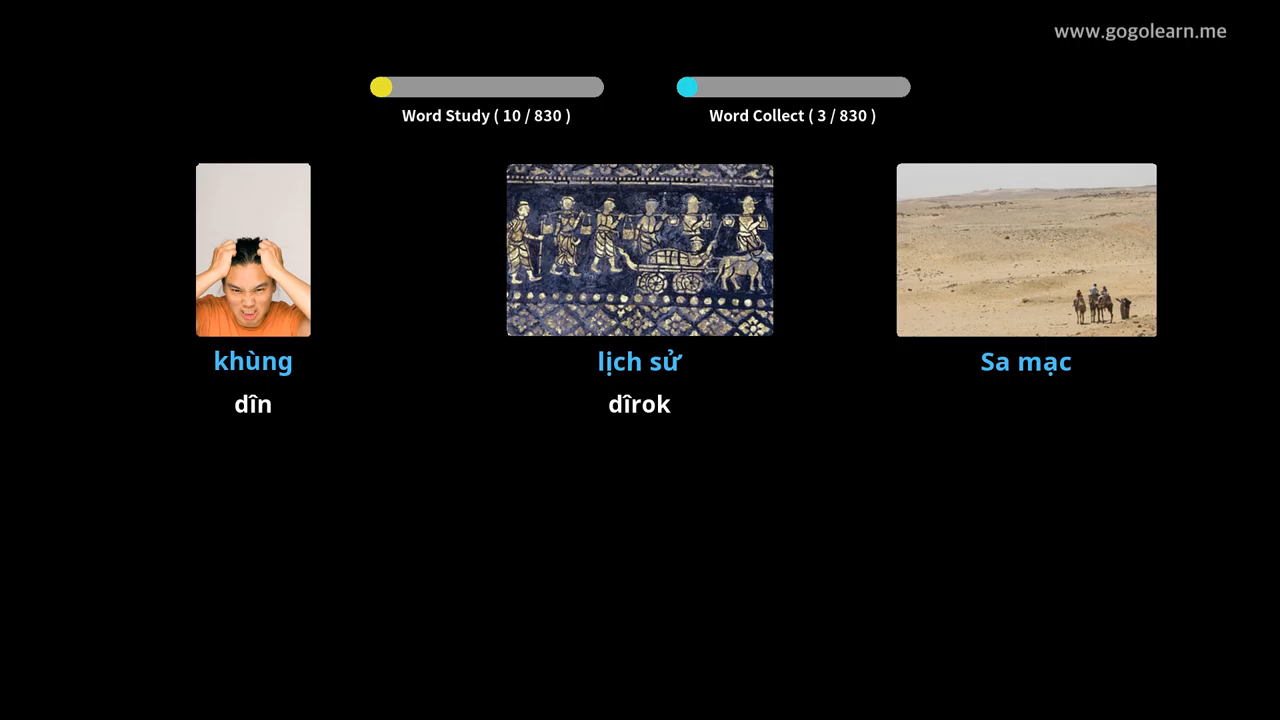 www.gogolearn.me
Word Study ( 10 / 830 )
Word Collect ( 3 / 830 )
khùng
lịch sử
Sa mạc
dîn
dîrok